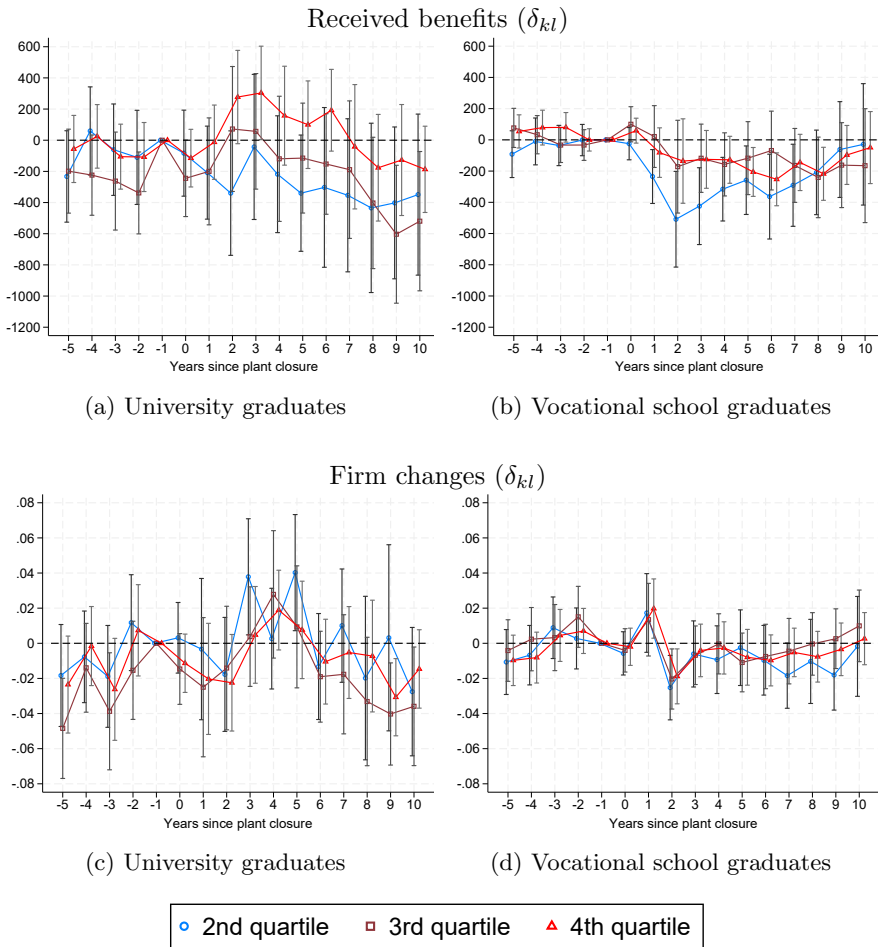 Received benefits (δkl)
600
400
200
0
-200
-400
-600
-800
-1000
-1200
-5 -4 -3 -2 -1 0 1 2 3 4 5 6 7 8 9 10
Years since plant closure
(a) University graduates
600
400
200
0
-200
-400
-600
-800
-1000
-1200
-5 -4 -3 -2 -1 0 1 2 3 4 5 6 7 8 9 10
Years since plant closure
(b) Vocational school graduates
Firm changes (δkl)
.08
.06
.04
.02
0
-.02
-.04
-.06
-.08
-5 -4 -3 -2 -1 0 1 2 3 4 5 6 7 8 9 10
Years since plant closure
(c) University graduates
.08
.06
.04
.02
0
-.02
-.04
-.06
-.08
-5 -4 -3 -2 -1 0 1 2 3 4 5 6 7 8 9 10
Years since plant closure
(d) Vocational school graduates
2nd quartile 3rd quartile 4th quartile